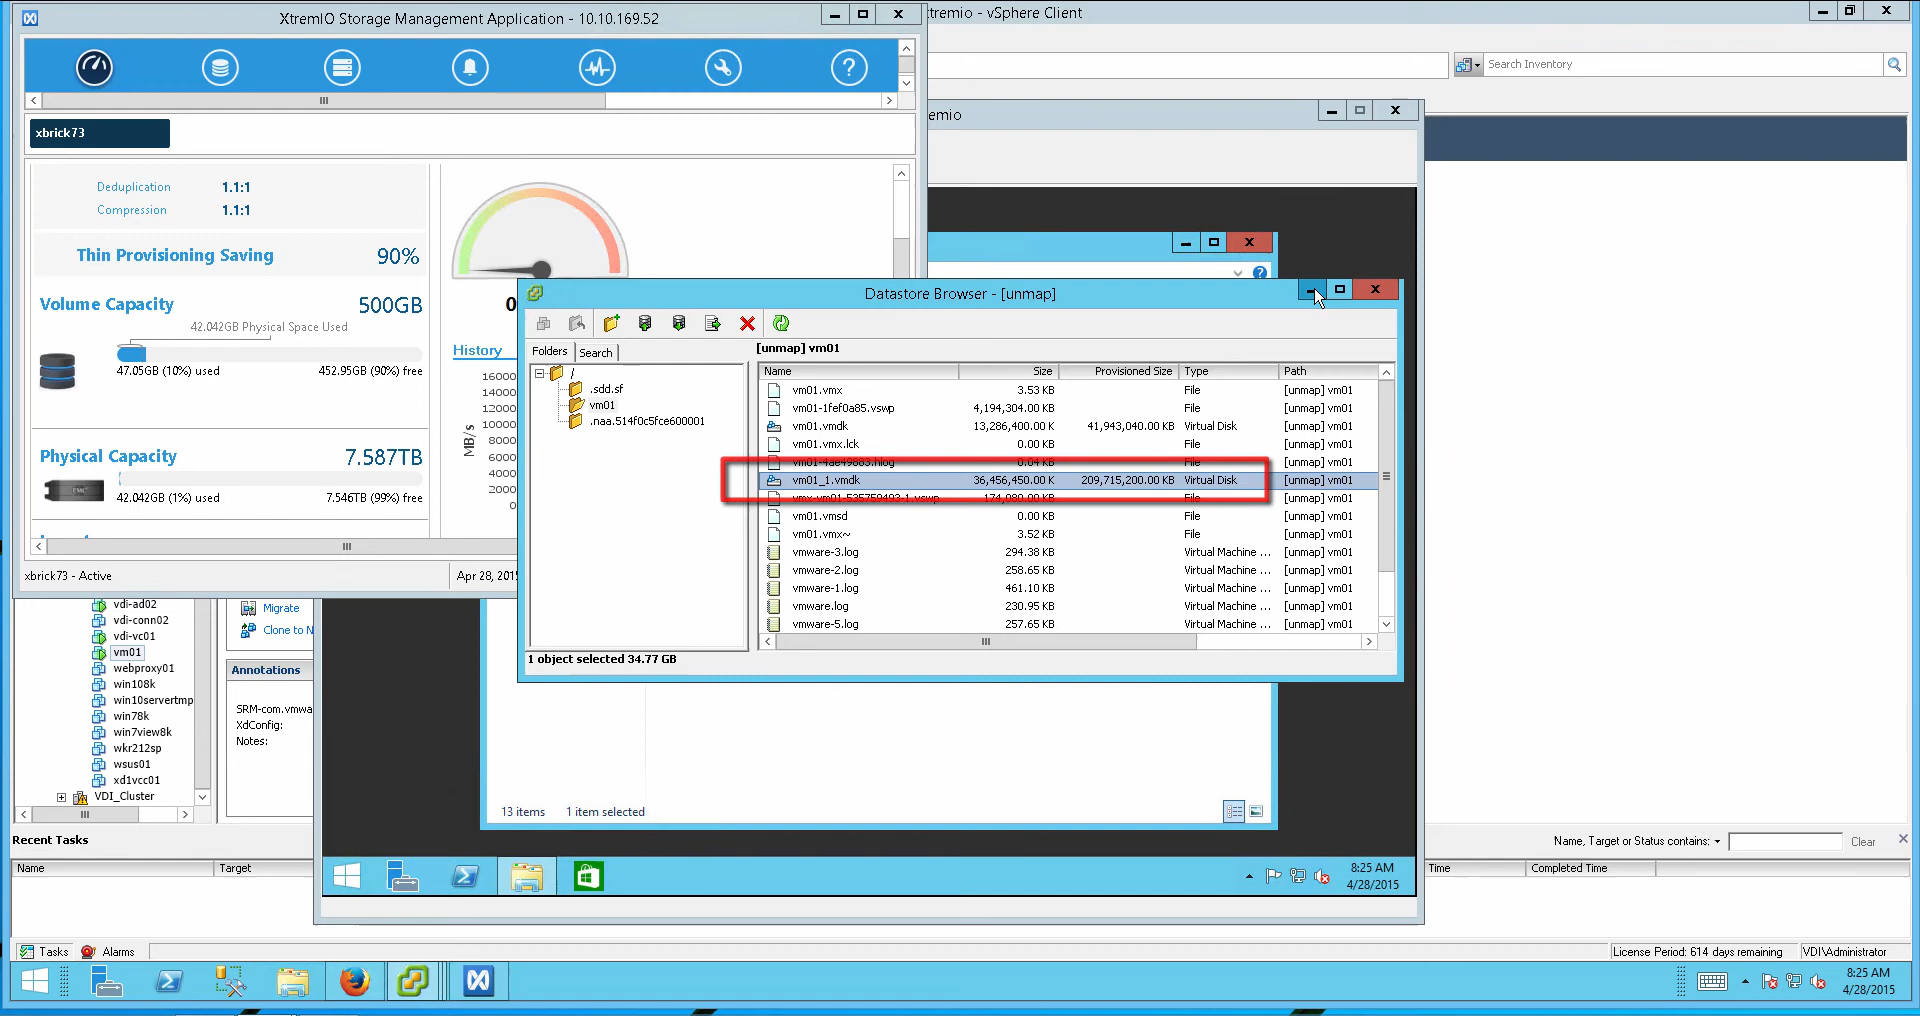 XtremIO Storage Management Application - 10.10.169.52
xtremio - vSphere Client
Search Inventory
emio
xbrick73
Deduplication 1.1:1
Compression 1.1:1
Thin Provisioning Saving 90%
Volume Capacity 500GB
42.042GB Physical Space Used
47.05GB (10%) used 452.95GB (90%) free
Physical Capacity 7.587TB
42.042GB (1%) used 7.546TB (99%) free
xbrick73 - Active
Apr 28, 201
0
History
MB/s
16000
14000
12000
10000
8000
6000
4000
2000
0
Datastore Browser - [unmap]
Folders Search
[unmap] vm01
/
.sdd.sf
vm01
.naa.514f0c5fce600001
Name Size Provisioned Size Type Path
vm01.vmx 3.53 KB File [unmap] vm01
vm01-1fef0a85.vswp 4,194,304.00 KB File [unmap] vm01
vm01.vmdk 13,286,400.00 K 41,943,040.00 KB Virtual Disk [unmap] vm01
vm01.vmx.lck 0.00 KB File [unmap] vm01
vm01-4ae49883.hlog 0.04 KB File [unmap] vm01
vm01_1.vmdk 36,456,450.00 K 209,715,200.00 KB Virtual Disk [unmap] vm01
vmx-vm01-535759493-1.vswp 174,080.00 KB File [unmap] vm01
vm01.vmsd 0.00 KB File [unmap] vm01
vm01.vmx~ 3.52 KB File [unmap] vm01
vmware-3.log 294.38 KB Virtual Machine ... [unmap] vm01
vmware-2.log 258.65 KB Virtual Machine ... [unmap] vm01
vmware-1.log 461.10 KB Virtual Machine ... [unmap] vm01
vmware.log 230.95 KB Virtual Machine ... [unmap] vm01
vmware-5.log 257.65 KB Virtual Machine ... [unmap] vm01
1 object selected 34.77 GB
vdi-ad02
vdi-conn02
vdi-vc01
vm01
webproxy01
win108k
win10servertmp
win78k
win7view8k
wkr212sp
wsus01
xd1vcc01
VDI_Cluster
Migrate
Clone to N
Annotations
SRM-com.vmwa
XdConfig:
Notes:
13 items 1 item selected
8:25 AM
4/28/2015
Recent Tasks
Name, Target or Status contains: Clear
Name Target Time Completed Time
Tasks Alarms
License Period: 614 days remaining VDI\Administrator
8:25 AM
4/28/2015